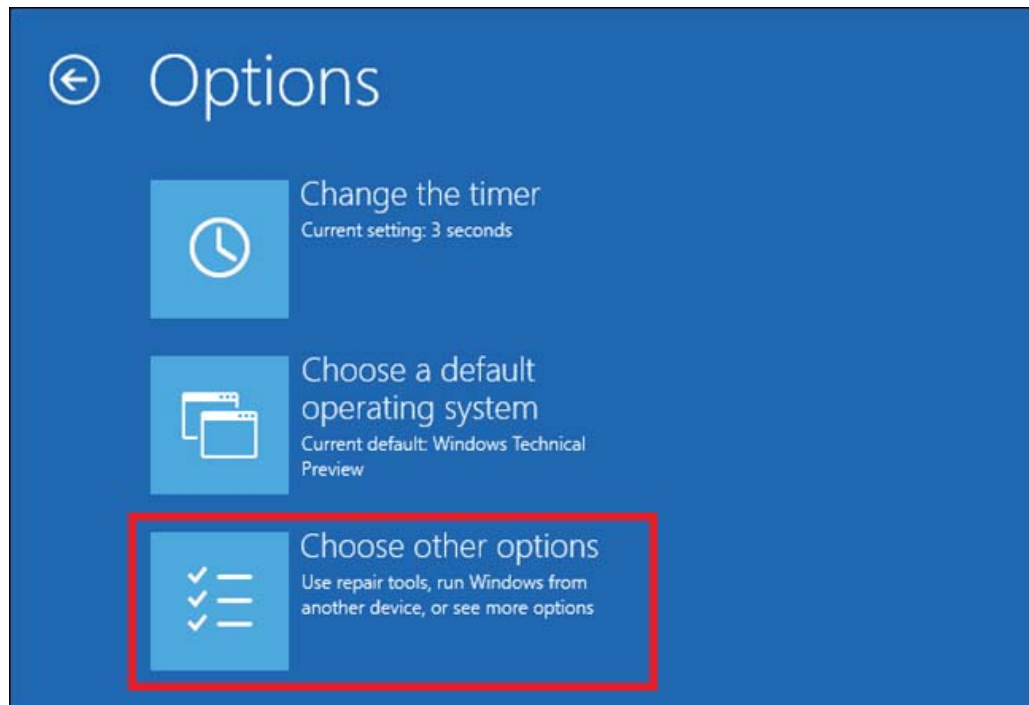 Options
Change the timer
Current setting: 3 seconds
Choose a default
operating system
Current default: Windows Technical
Preview
Choose other options
Use repair tools, run Windows from
another device, or see more options